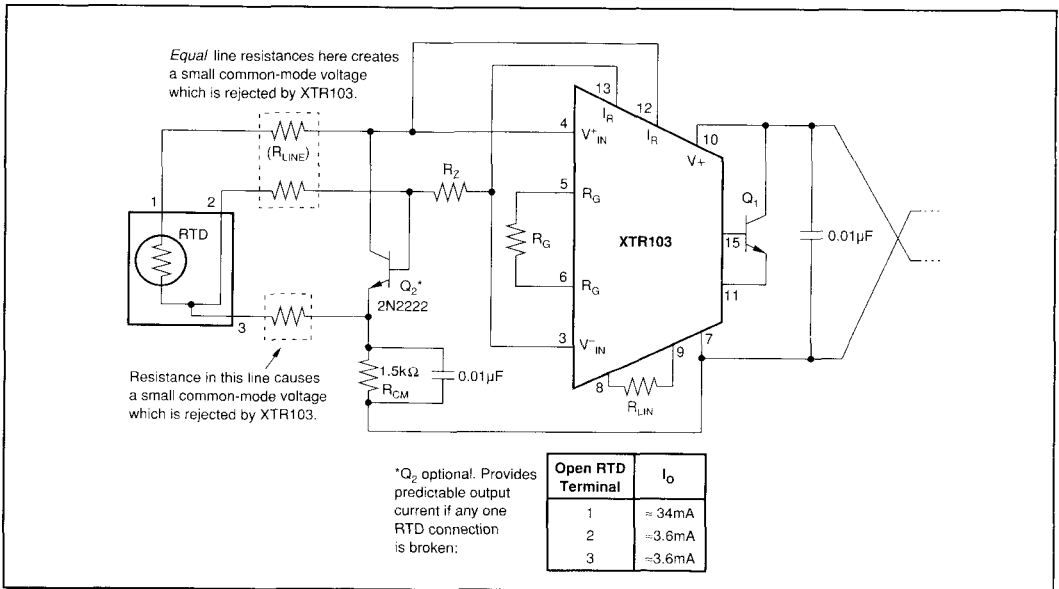 Equal line resistances here creates
a small common-mode voltage
which is rejected by XTR103.
(RLINE)
1
2
RTD
3
Resistance in this line causes
a small common-mode voltage
which is rejected by XTR103.
RZ
Q2*
2N2222
1.5kΩ
RCM
0.01µF
4
V+IN
13
IR
12
IR
10
V+
5
RG
RG
6
RG
XTR103
3
V−IN
8
RLIN
9
7
15
11
Q1
0.01µF
*Q2 optional. Provides
predictable output
current if any one
RTD connection
is broken:
Open RTD Terminal IO
1 ≈34mA
2 ≈3.6mA
3 ≈3.6mA